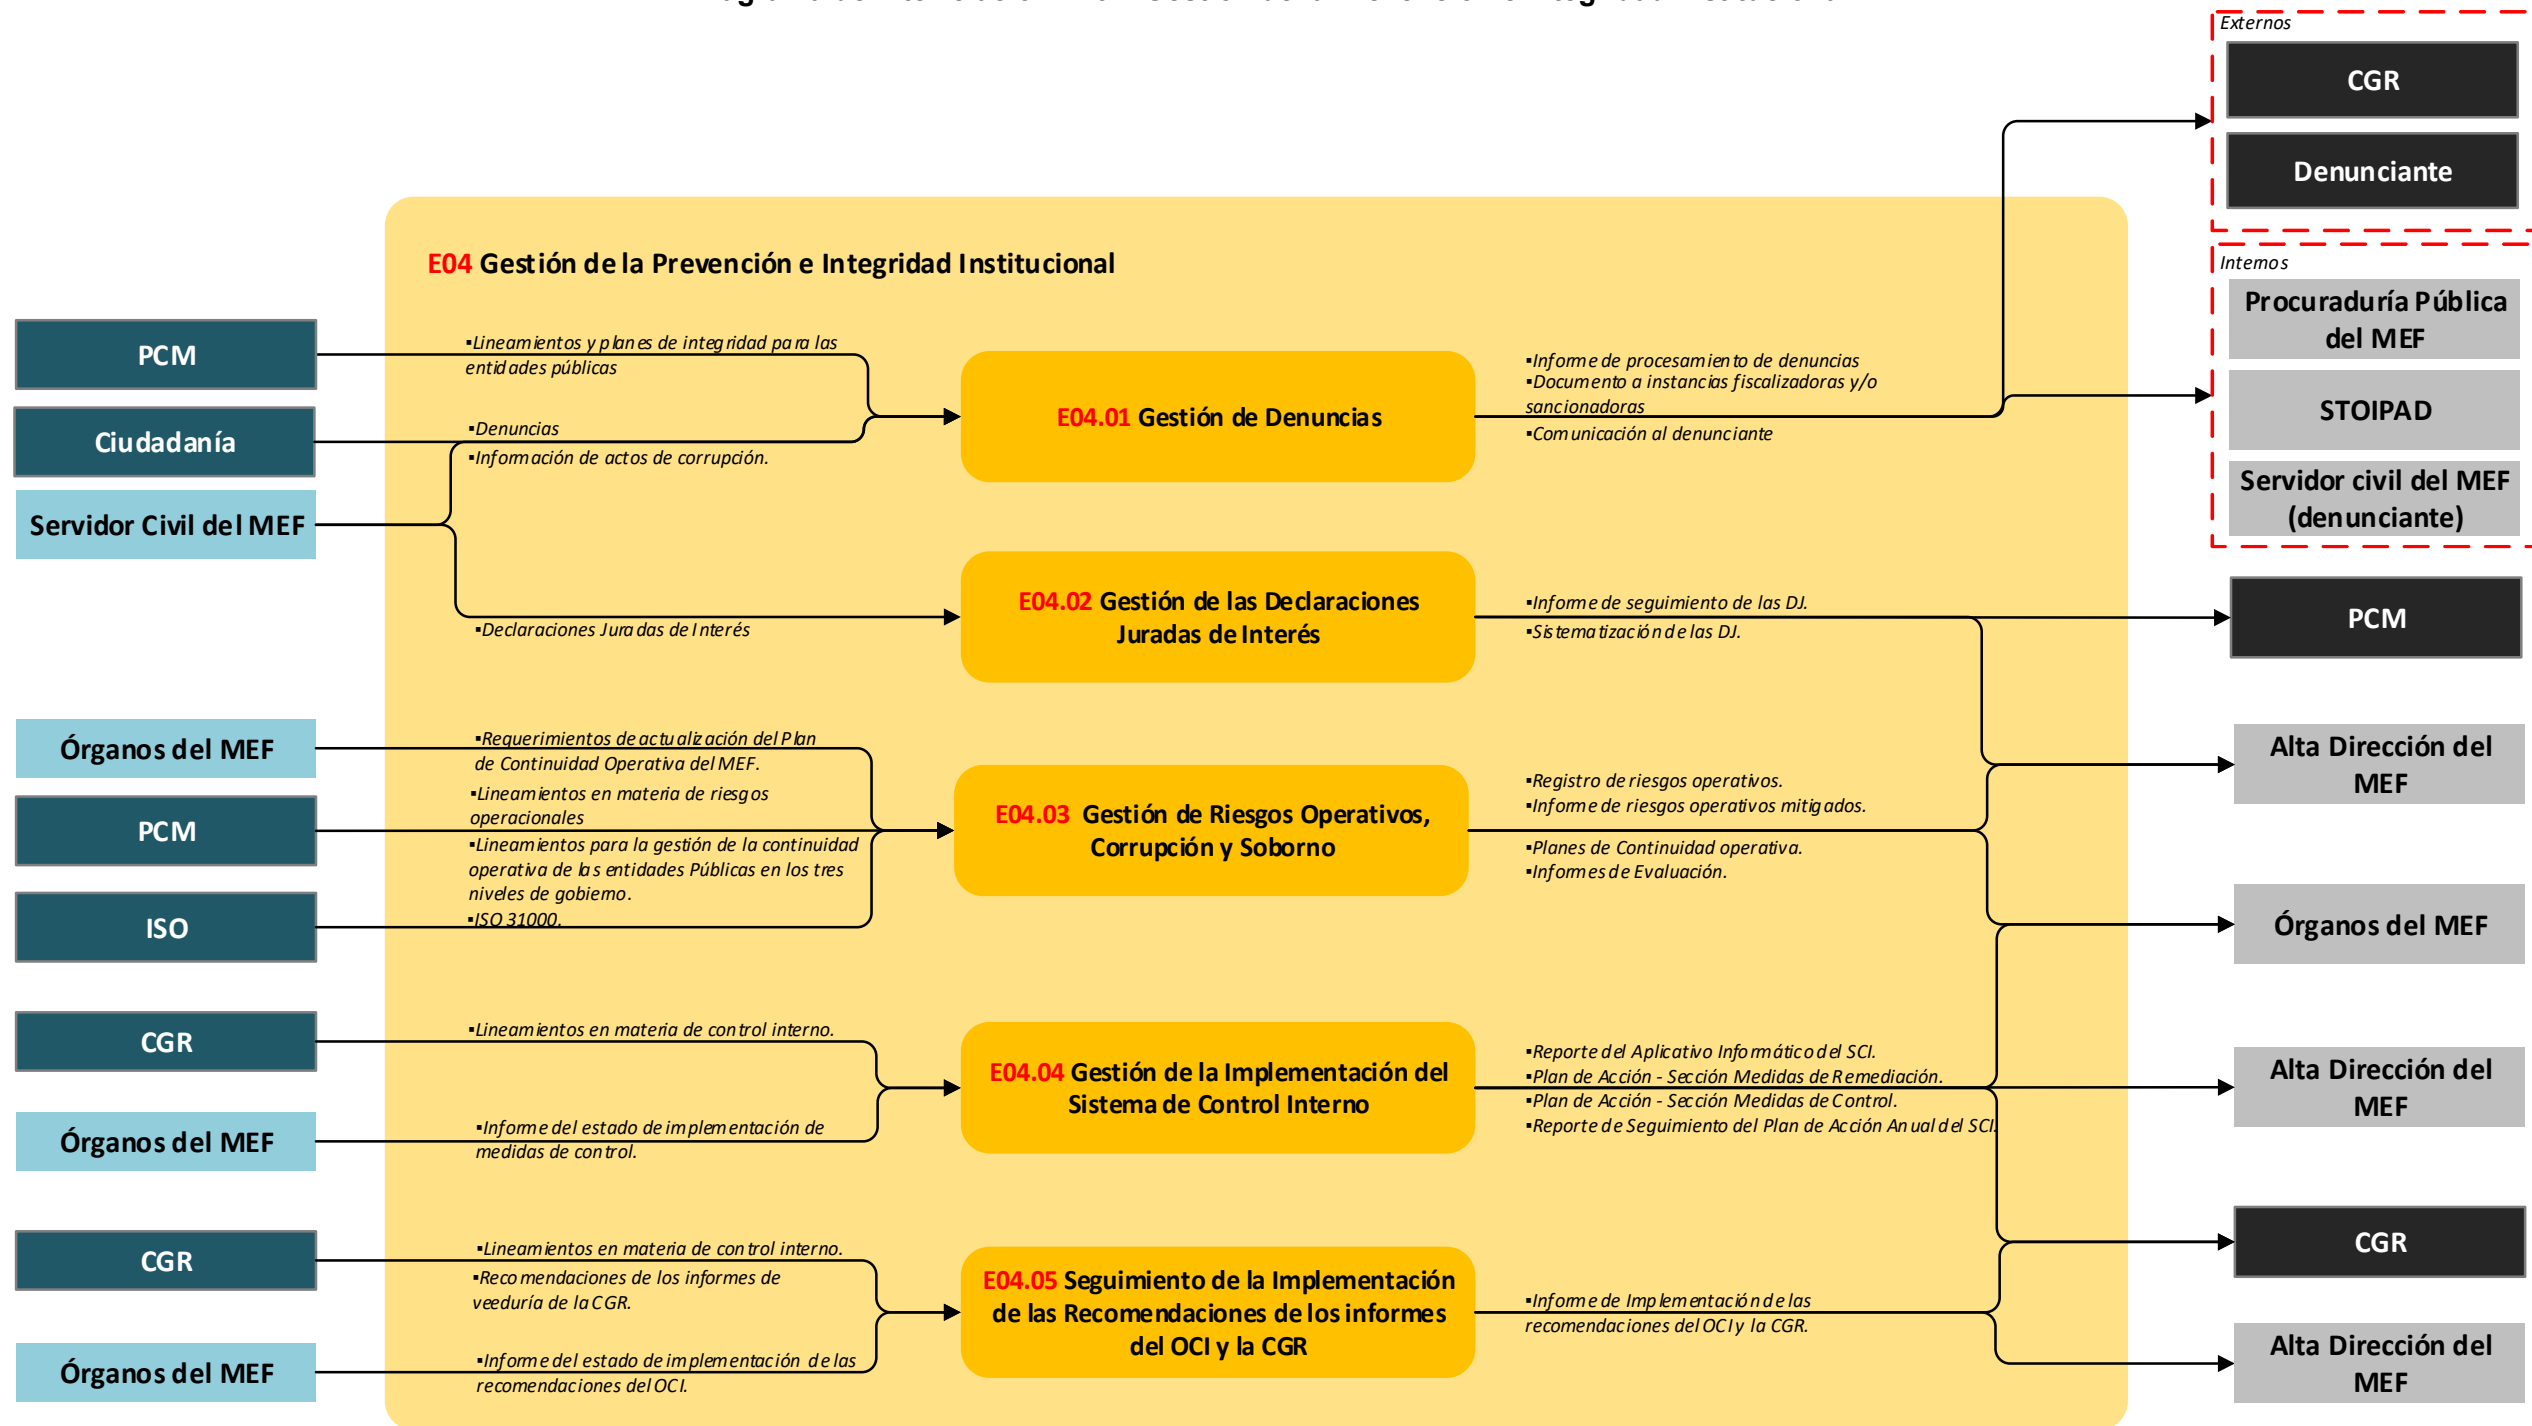 Externos
CGR
Denunciante
E04 Gestión de la Prevención e Integridad Institucional
Internos
Procuraduría Pública
del MEF
STOIPAD
Servidor civil del MEF
(denunciante)
PCM
Ciudadanía
Servidor Civil del MEF
▪Lineamientos y planes de integridad para las
entidades públicas
▪Denuncias
▪Información de actos de corrupción.
E04.01 Gestión de Denuncias
▪Informe de procesamiento de denuncias
▪Documento a instancias fiscalizadoras y/o
sancionadoras
▪Comunicación al denunciante
▪Declaraciones Juradas de Interés
E04.02 Gestión de las Declaraciones
Juradas de Interés
▪Informe de seguimiento de las DJ.
▪Sistematización de las DJ.
PCM
Órganos del MEF
PCM
ISO
▪Requerimientos de actualización del Plan
de Continuidad Operativa del MEF.
▪Lineamientos en materia de riesgos
operacionales
▪Lineamientos para la gestión de la continuidad
operativa de las entidades Públicas en los tres
niveles de gobierno.
▪ISO 31000.
E04.03 Gestión de Riesgos Operativos,
Corrupción y Soborno
▪Registro de riesgos operativos.
▪Informe de riesgos operativos mitigados.
▪Planes de Continuidad operativa.
▪Informes de Evaluación.
Alta Dirección del
MEF
Órganos del MEF
CGR
Órganos del MEF
▪Lineamientos en materia de control interno.
▪Informe del estado de implementación de
medidas de control.
E04.04 Gestión de la Implementación del
Sistema de Control Interno
▪Reporte del Aplicativo Informático del SCI.
▪Plan de Acción - Sección Medidas de Remediación.
▪Plan de Acción - Sección Medidas de Control.
▪Reporte de Seguimiento del Plan de Acción Anual del SCI.
Alta Dirección del
MEF
CGR
Órganos del MEF
▪Lineamientos en materia de control interno.
▪Recomendaciones de los informes de
veeduría de la CGR.
▪Informe del estado de implementación de las
recomendaciones del OCI.
E04.05 Seguimiento de la Implementación
de las Recomendaciones de los informes
del OCI y la CGR
▪Informe de Implementación de las
recomendaciones del OCI y la CGR.
CGR
Alta Dirección del
MEF